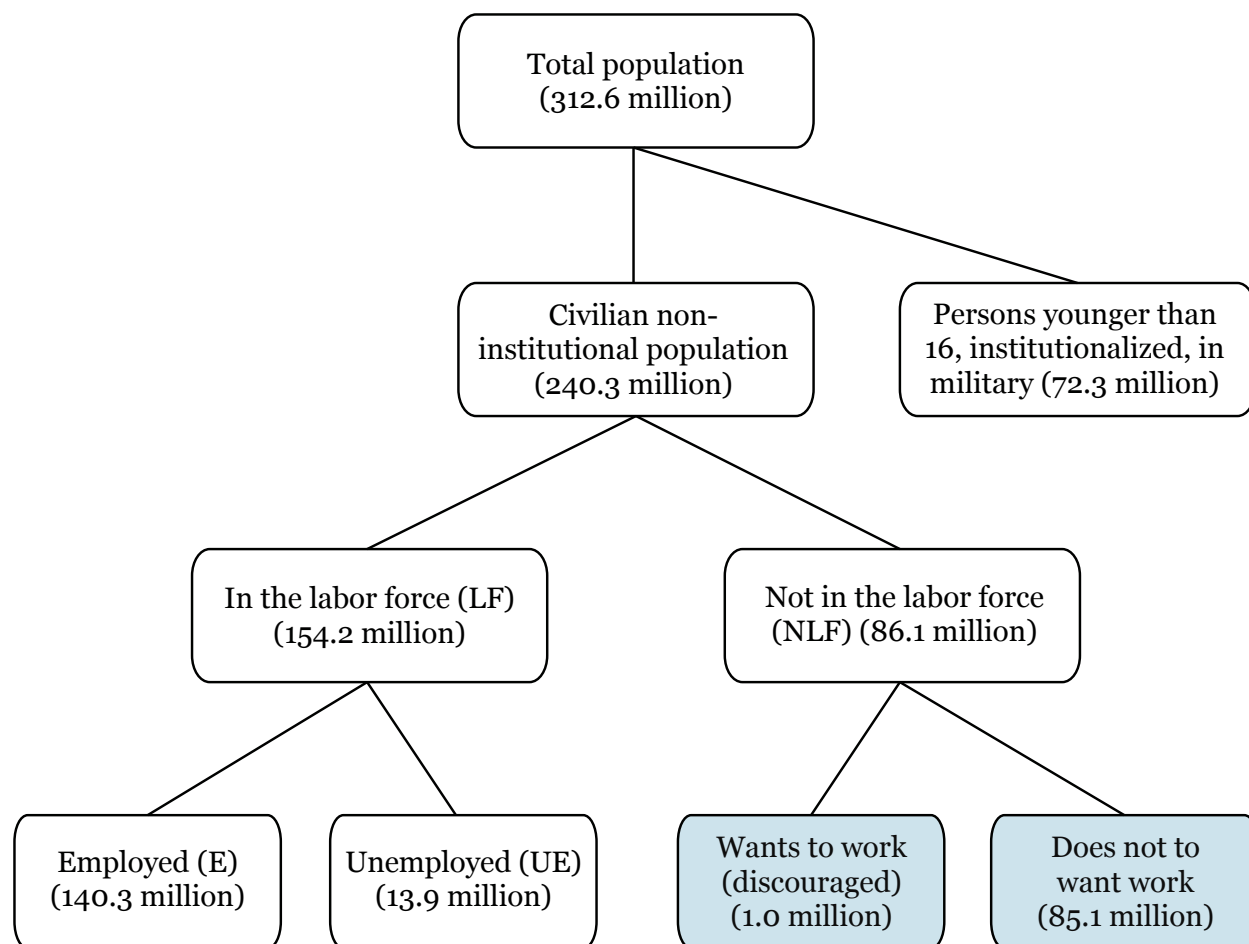 Total population
(312.6 million)
Civilian non-
institutional population
(240.3 million)
Persons younger than
16, institutionalized, in
military (72.3 million)
In the labor force (LF)
(154.2 million)
Not in the labor force
(NLF) (86.1 million)
Employed (E)
(140.3 million)
Unemployed (UE)
(13.9 million)
Wants to work
(discouraged)
(1.0 million)
Does not to
want work
(85.1 million)